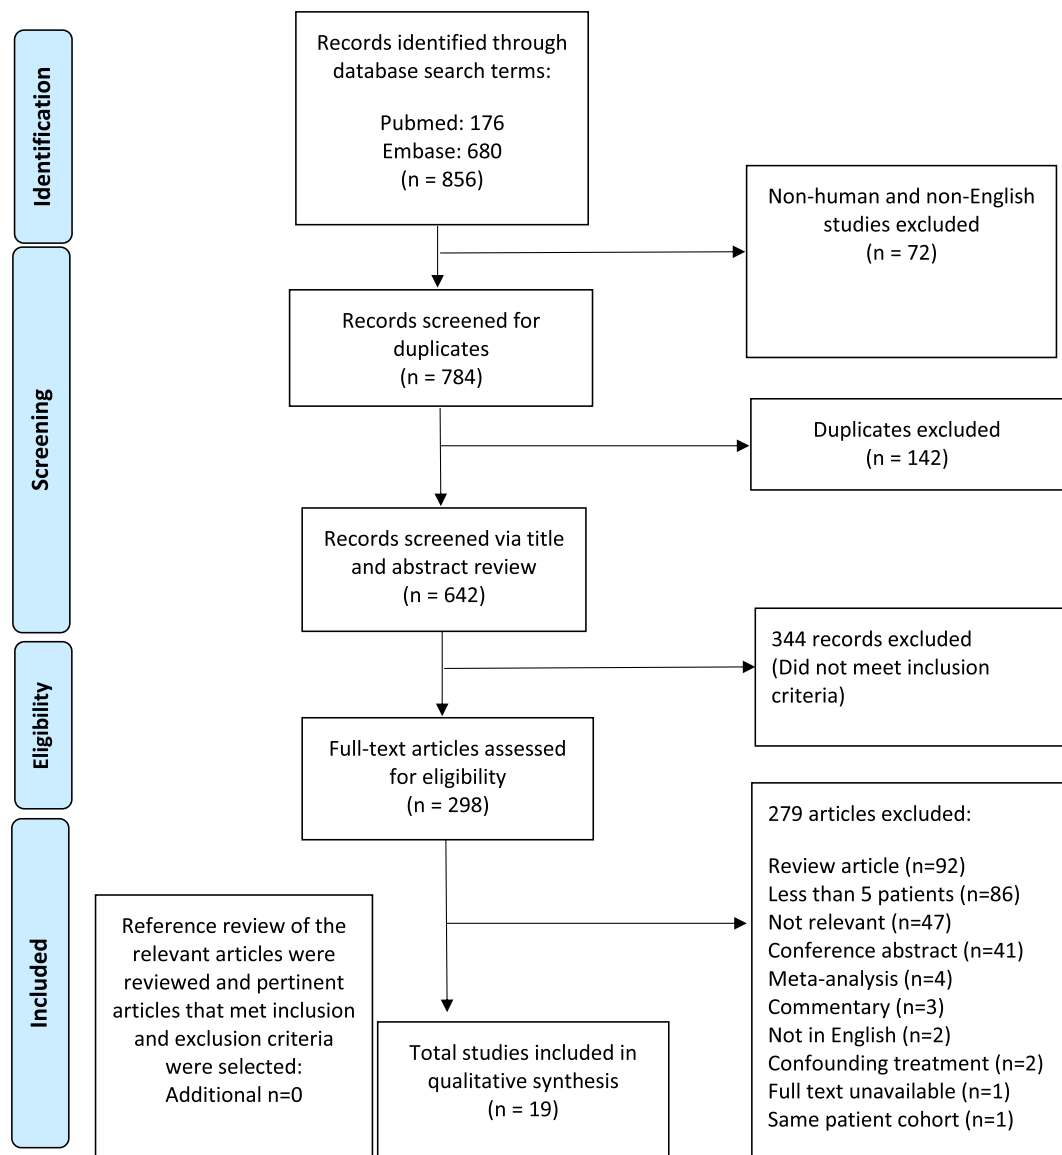 Identification
Records identified through
database search terms:
Pubmed: 176
Embase: 680
(n = 856)
Non-human and non-English
studies excluded
(n = 72)
Screening
Records screened for
duplicates
(n = 784)
Duplicates excluded
(n = 142)
Records screened via title
and abstract review
(n = 642)
344 records excluded
(Did not meet inclusion
criteria)
Eligibility
Full-text articles assessed
for eligibility
(n = 298)
279 articles excluded:
Review article (n=92)
Less than 5 patients (n=86)
Not relevant (n=47)
Conference abstract (n=41)
Meta-analysis (n=4)
Commentary (n=3)
Not in English (n=2)
Confounding treatment (n=2)
Full text unavailable (n=1)
Same patient cohort (n=1)
Included
Reference review of the
relevant articles were
reviewed and pertinent
articles that met inclusion
and exclusion criteria
were selected:
Additional n=0
Total studies included in
qualitative synthesis
(n = 19)